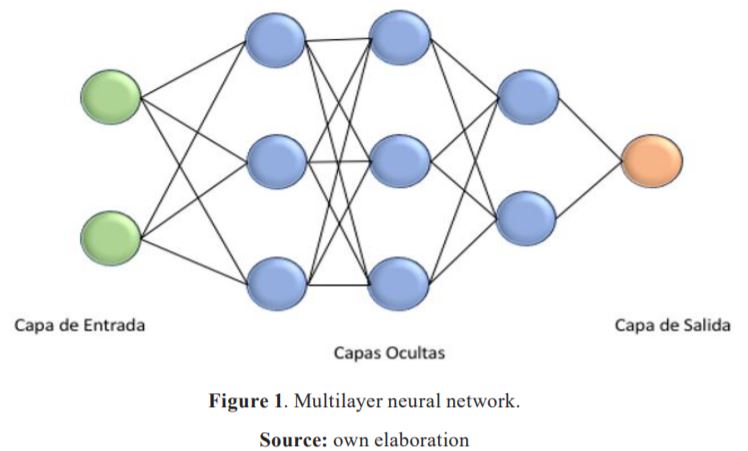 Capa de Entrada
Capa de Salida
Capas Ocultas
Figure 1. Multilayer neural network.
Source: own elaboration